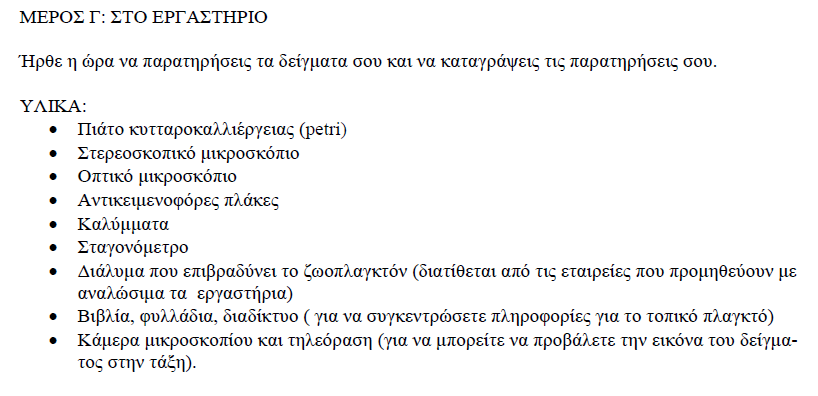 ΜΕΡΟΣ Γ: ΣΤΟ ΕΡΓΑΣΤΗΡΙΟ
Ήρθε η ώρα να παρατηρήσεις τα δείγματα σου και να καταγράψεις τις παρατηρήσεις σου.
ΥΛΙΚΑ:
• Πιάτο κυτταροκαλλιέργειας (petri)
• Στερεοσκοπικό μικροσκόπιο
• Οπτικό μικροσκόπιο
• Αντικειμενοφόρες πλάκες
• Καλύμματα
• Σταγονόμετρο
• Διάλυμα που επιβραδύνει το ζωοπλαγκτόν (διατίθεται από τις εταιρείες που προμηθεύουν με
αναλώσιμα τα εργαστήρια)
• Βιβλία, φυλλάδια, διαδίκτυο ( για να συγκεντρώσετε πληροφορίες για το τοπικό πλαγκτό)
• Κάμερα μικροσκοπίου και τηλεόραση (για να μπορείτε να προβάλετε την εικόνα του δείγμα-
τος στην τάξη).